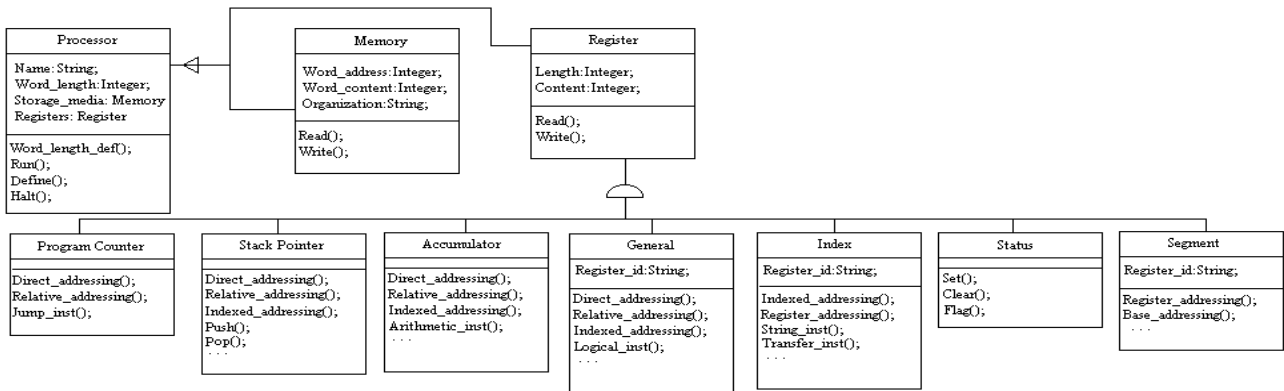 Processor
Name: String;
Word_length:Integer;
Storage_media: Memory
Registers: Register
Word_length_def();
Run();
Define();
Halt();
Memory
Word_address:Integer;
Word_content:Integer;
Organization:String;
Read();
Write();
Register
Length:Integer;
Content:Integer;
Read();
Write();
Program Counter
Direct_addressing();
Relative_addressing();
Jump_inst();
Stack Pointer
Direct_addressing();
Relative_addressing();
Indexed_addressing();
Push();
Pop();
. . .
Accumulator
Direct_addressing();
Relative_addressing();
Indexed_addressing();
Arithmetic_inst();
. . .
General
Register_id:String;
Direct_addressing();
Relative_addressing();
Indexed_addressing();
Logical_inst();
. . .
Index
Register_id:String;
Indexed_addressing();
Register_addressing();
String_inst();
Transfer_inst();
. . .
Status
Set();
Clear();
Flag();
Segment
Register_id:String;
Register_addressing();
Base_addressing();
. . .